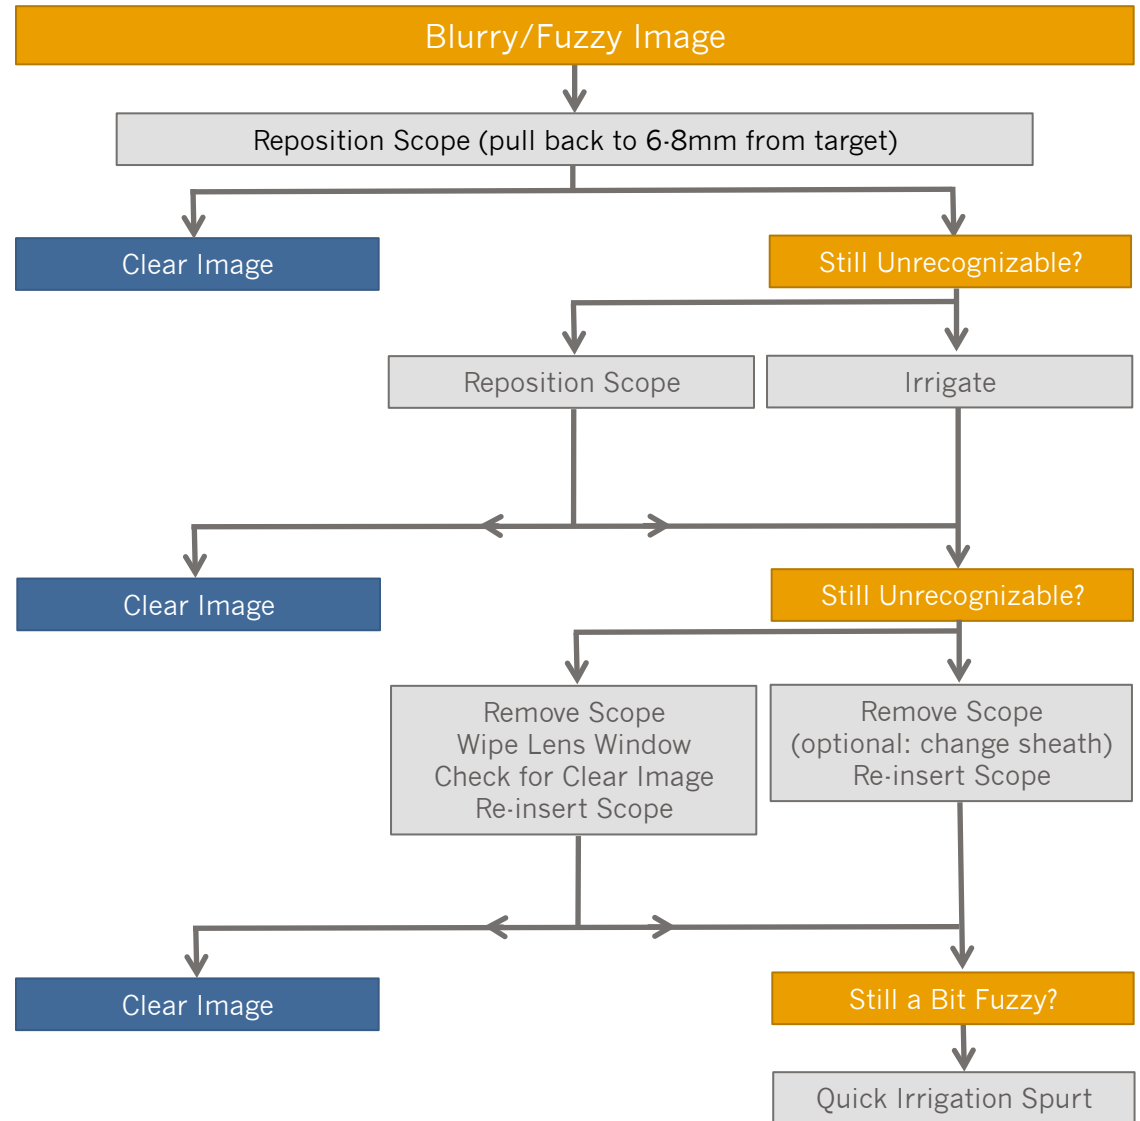 Blurry/Fuzzy Image
Reposition Scope (pull back to 6-8mm from target)
Clear Image
Still Unrecognizable?
Reposition Scope
Irrigate
Clear Image
Still Unrecognizable?
Remove Scope
Wipe Lens Window
Check for Clear Image
Re-insert Scope
Remove Scope
(optional: change sheath)
Re-insert Scope
Clear Image
Still a Bit Fuzzy?
Quick Irrigation Spurt